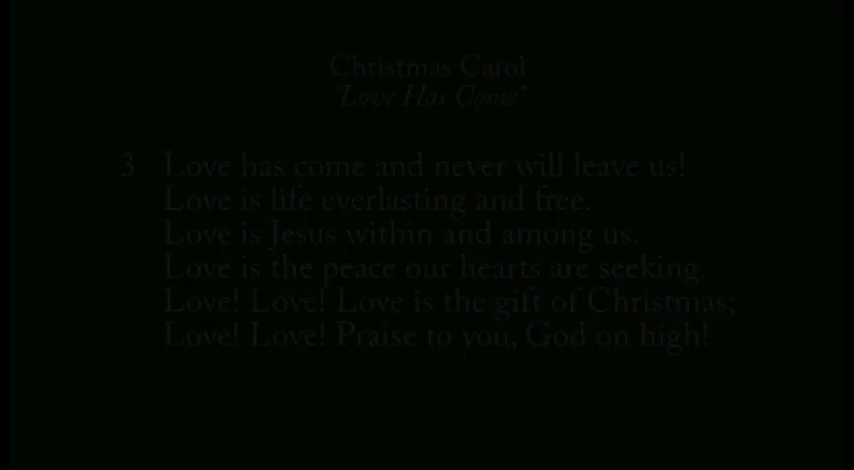 Christmas Carol
"Love Has Come"
3 Love has come and never will leave us!
Love is life everlasting and free.
Love is Jesus within and among us.
Love is the peace our hearts are seeking.
Love! Love! Love is the gift of Christmas;
Love! Love! Praise to you, God on high!